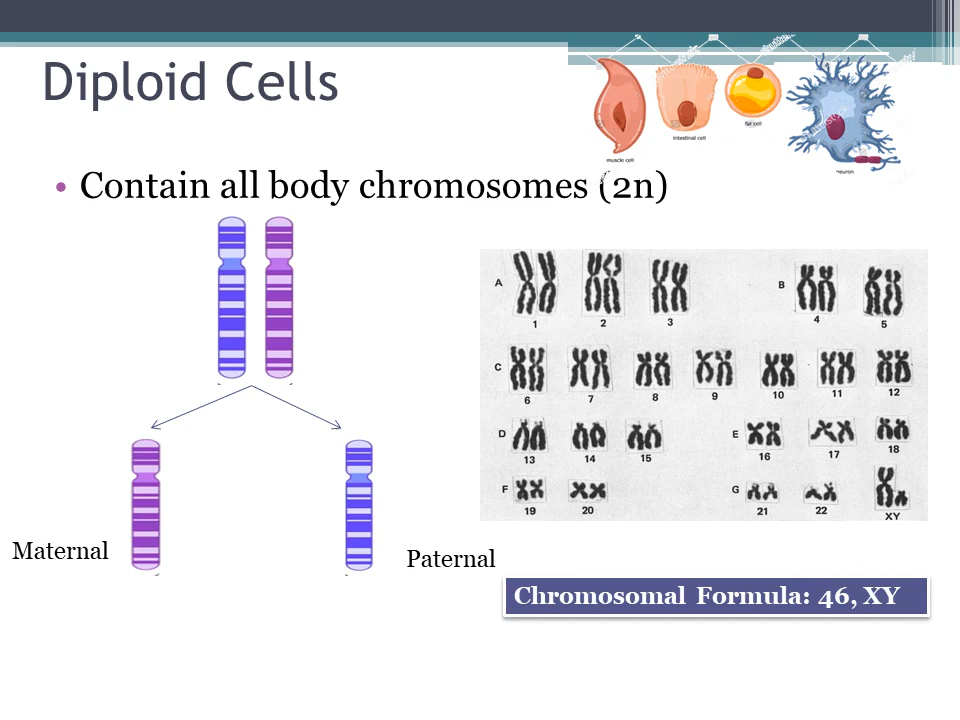 Diploid Cells
muscle cell
intestinal cell
fat cell
neuron
• Contain all body chromosomes (2n)
Maternal
Paternal
A 1 2 3 B 4 5
C 6 7 8 9 10 11 12
D 13 14 15 E 16 17 18
F 19 20 G 21 22 XY
Chromosomal Formula: 46, XY